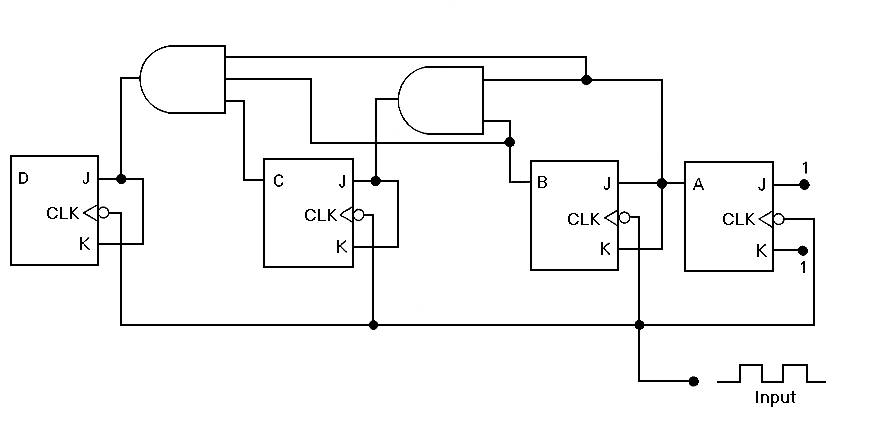 1
D J C J B J A J
CLK CLK CLK CLK
K K K K
1
Input